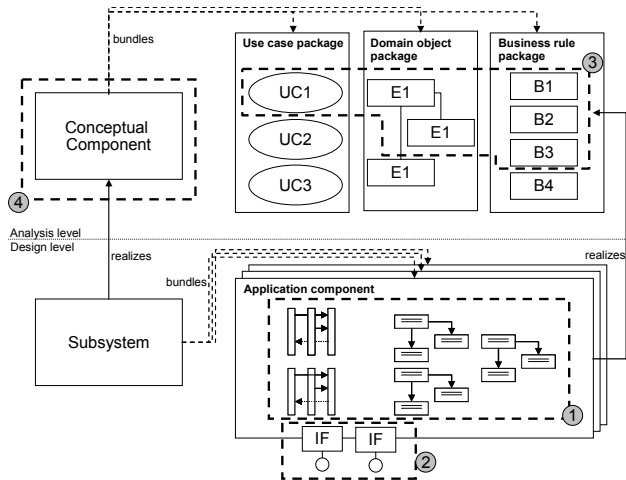 bundles
Use case package
Domain object
package
Business rule
package
3
UC1
E1
B1
Conceptual
Component
UC2
E1
B2
B3
UC3
E1
B4
4
Analysis level
Design level
realizes
bundles
realizes
Application component
Subsystem
1
IF
IF
2